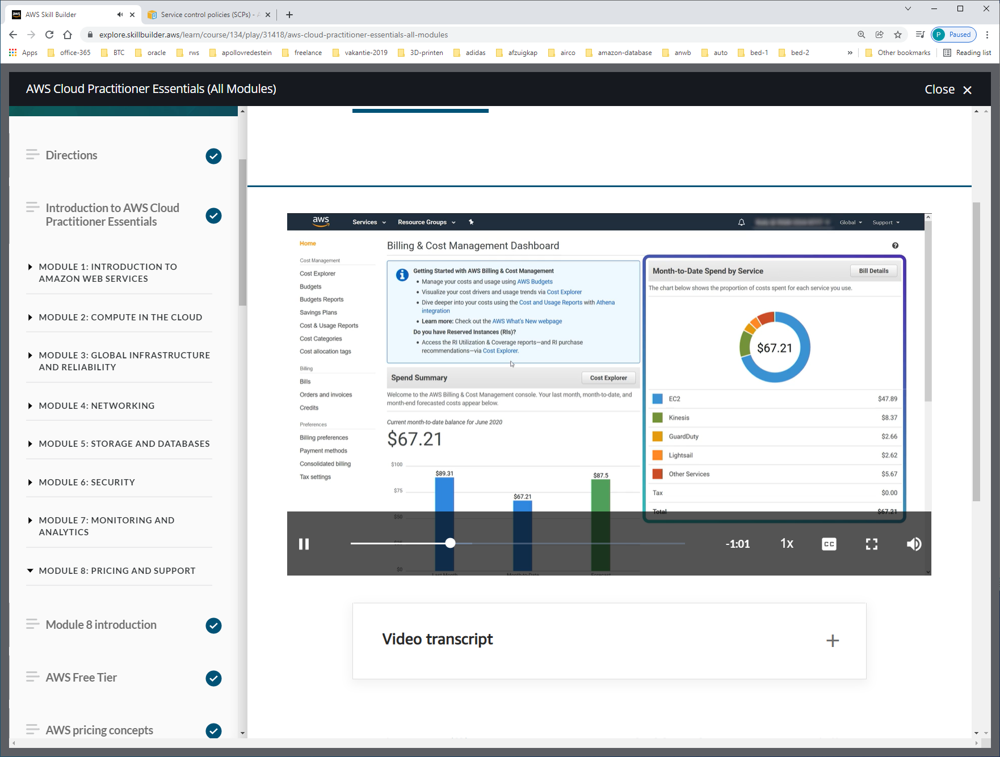 aws
AWS Skill Builder
Service control policies (SCPs) - A
explore.skillbuilder.aws/learn/course/134/play/31418/aws-cloud-practitioner-essentials-all-modules
P Paused
Apps
office-365
BTC
oracle
rws
apollovredestein
freelance
vakantie-2019
3D-printen
adidas
afzuigkap
airco
amazon-database
anwb
auto
bed-1
bed-2
»
Other bookmarks
Reading list
AWS Cloud Practitioner Essentials (All Modules)
Close
Directions
Introduction to AWS Cloud
Practitioner Essentials
MODULE 1: INTRODUCTION TO
AMAZON WEB SERVICES
MODULE 2: COMPUTE IN THE CLOUD
MODULE 3: GLOBAL INFRASTRUCTURE
AND RELIABILITY
MODULE 4: NETWORKING
MODULE 5: STORAGE AND DATABASES
MODULE 6: SECURITY
MODULE 7: MONITORING AND
ANALYTICS
MODULE 8: PRICING AND SUPPORT
Module 8 introduction
AWS Free Tier
AWS pricing concepts
aws
Services
Resource Groups
Global
Support
Home
Cost Management
Cost Explorer
Budgets
Budgets Reports
Savings Plans
Cost & Usage Reports
Cost Categories
Cost allocation tags
Billing
Bills
Orders and invoices
Credits
Preferences
Billing preferences
Payment methods
Consolidated billing
Tax settings
Billing & Cost Management Dashboard
Getting Started with AWS Billing & Cost Management
• Manage your costs and usage using AWS Budgets
• Visualize your cost drivers and usage trends via Cost Explorer
• Dive deeper into your costs using the Cost and Usage Reports with Athena
integration
• Learn more: Check out the AWS What's New webpage
Do you have Reserved Instances (RIs)?
• Access the RI Utilization & Coverage reports—and RI purchase
recommendations—via Cost Explorer.
Spend Summary
Cost Explorer
Welcome to the AWS Billing & Cost Management console. Your last month, month-to-date, and
month-end forecasted costs appear below.
Current month-to-date balance for June 2020
$67.21
$100
$75
$50
$25
$0
$89.31
$67.21
$87.5
Last Month
Month-to-Date
Forecast
Month-to-Date Spend by Service
Bill Details
The chart below shows the proportion of costs spent for each service you use.
$67.21
EC2 $47.89
Kinesis $8.37
GuardDuty $2.66
Lightsail $2.62
Other Services $5.67
Tax $0.00
Total $67.21
-1:01
1x
CC
Video transcript